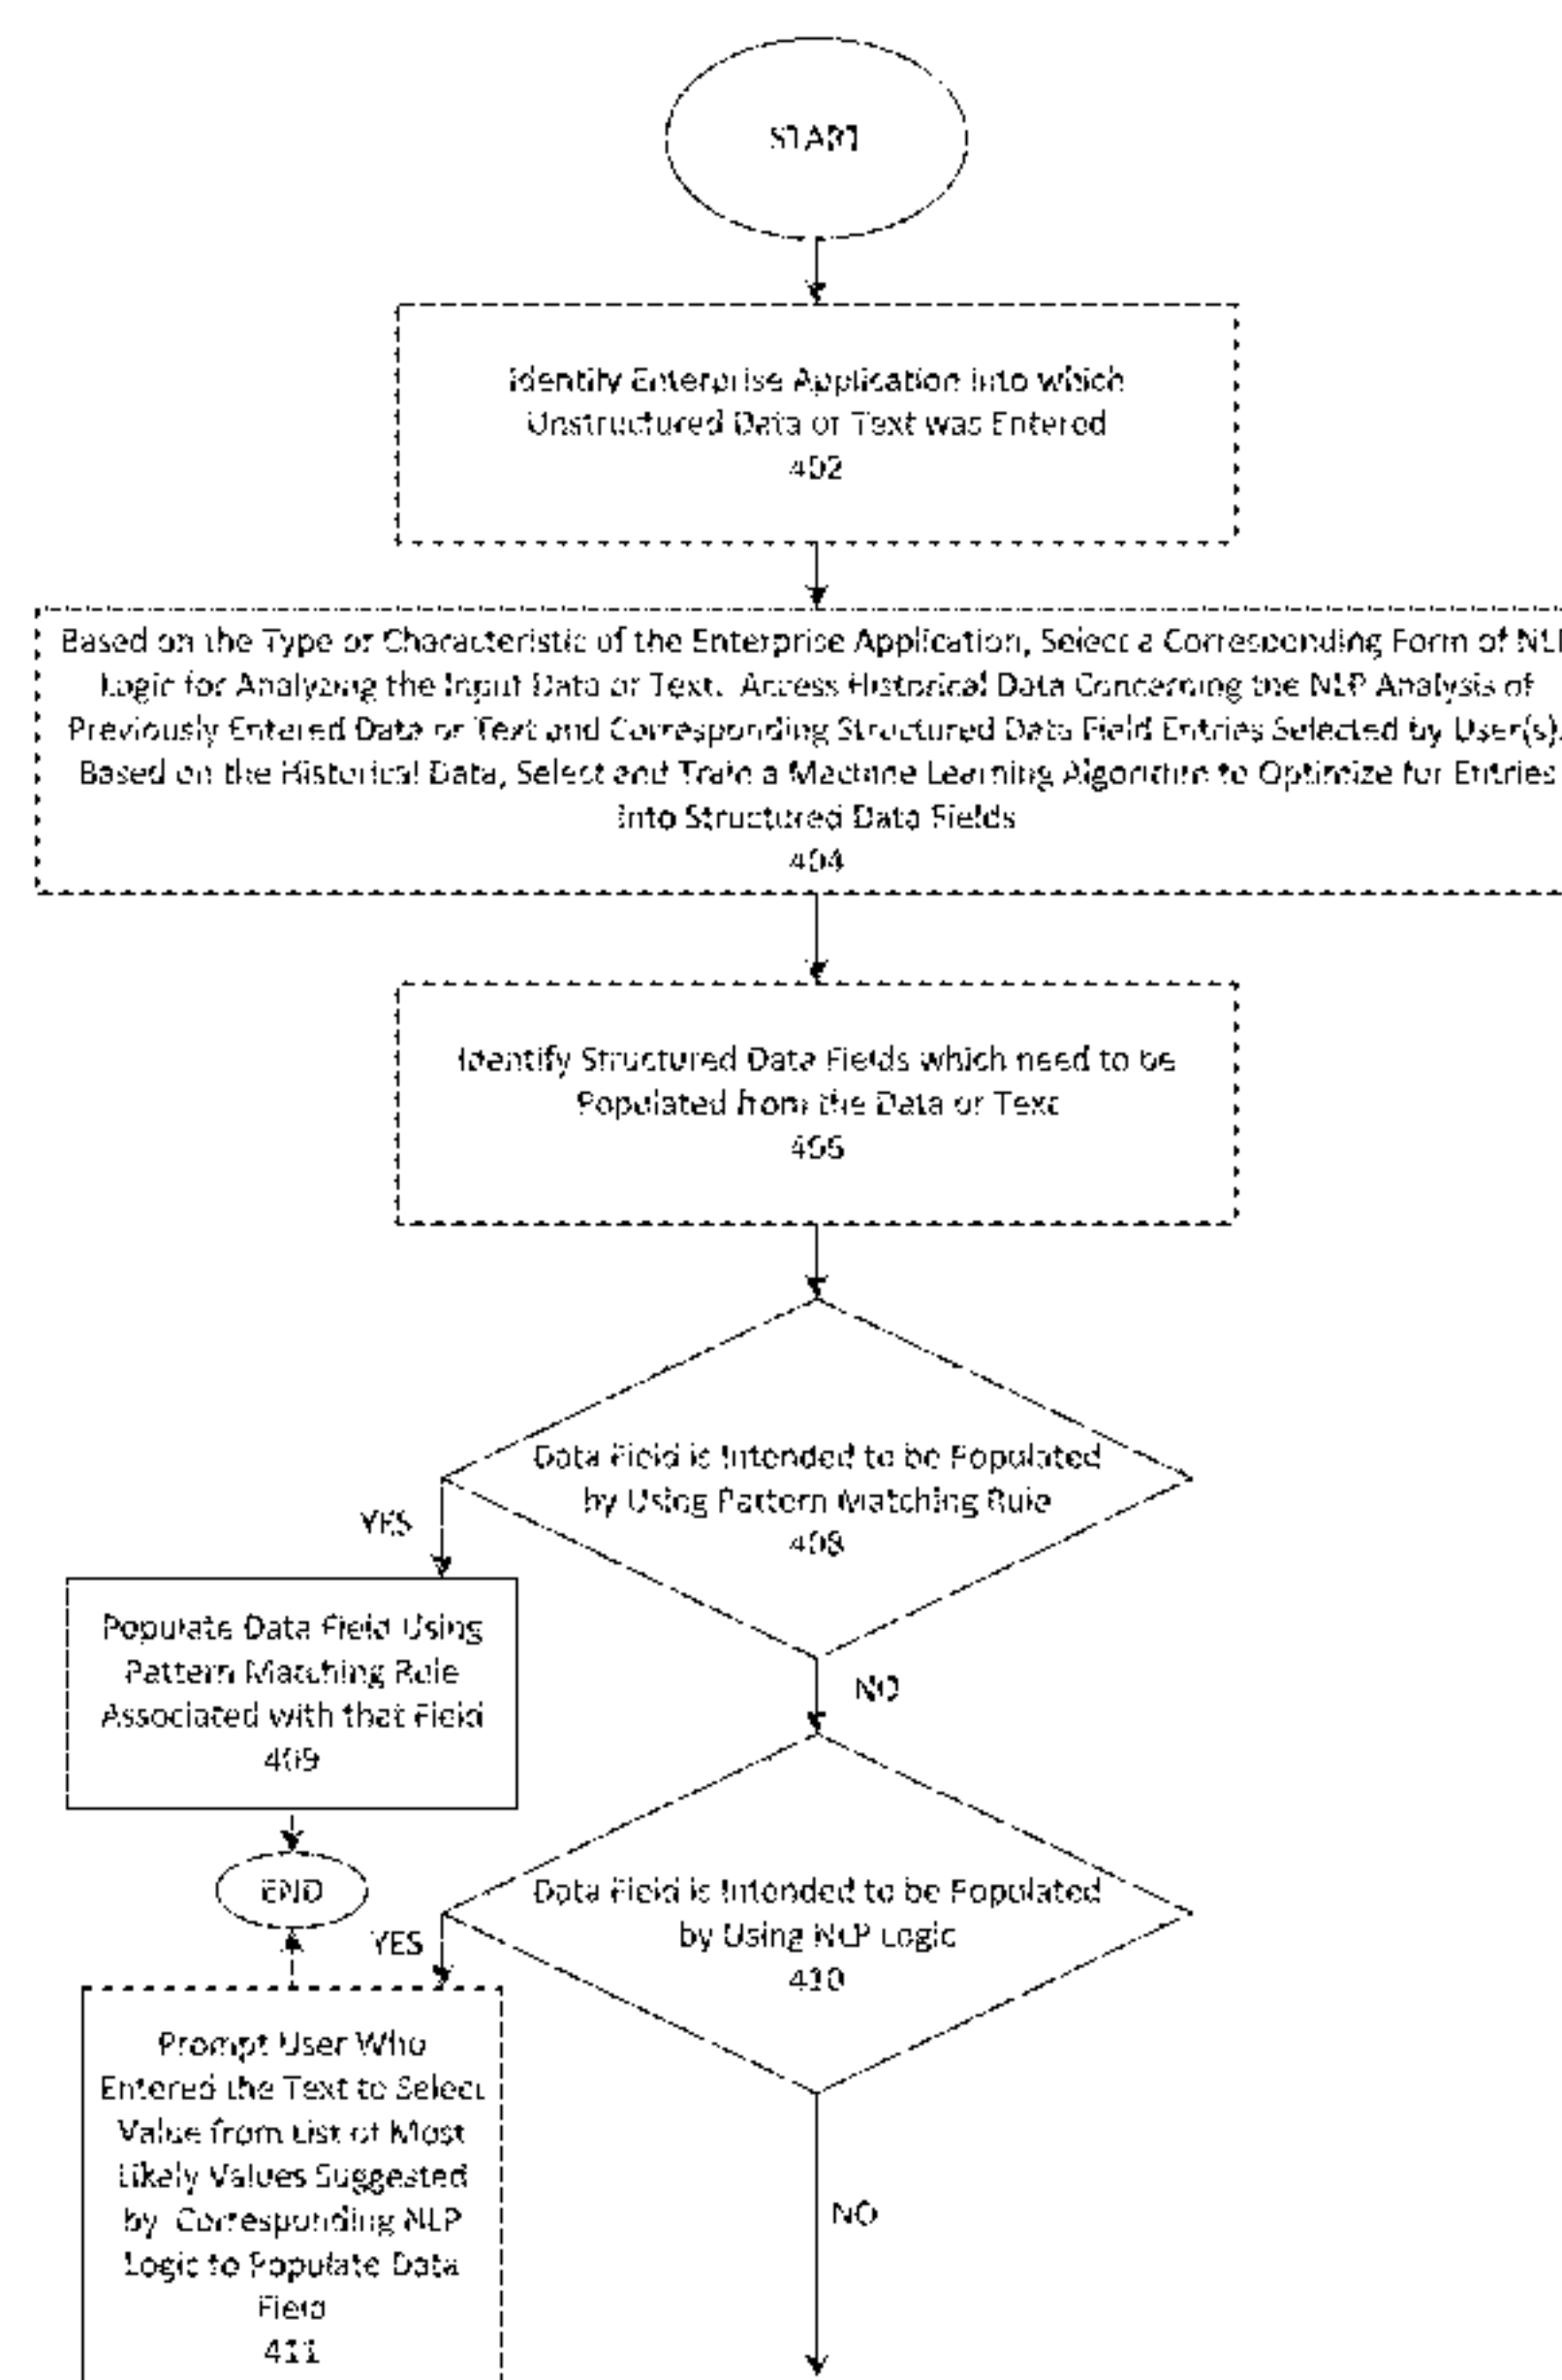 START
Identify Enterprise Application into which
Unstructured Data or Text was Entered
402
Based on the Type or Characteristic of the Enterprise Application, Select a Corresponding Form of NLP
Logic for Analyzing the Input Data or Text. Access Historical Data Concerning the NLP Analysis of
Previously Entered Data or Text and Corresponding Structured Data Field Entries Selected by User(s).
Based on the Historical Data, Select and Train a Machine Learning Algorithm to Optimize for Entries
into Structured Data Fields
404
Identify Structured Data Fields which need to be
Populated from the Data or Text
406
Data Field is Intended to be Populated
by Using Pattern Matching Rule
408
YES
Populate Data Field Using
Pattern Matching Rule
Associated with that Field
409
NO
END
Data Field is Intended to be Populated
by Using NLP Logic
410
YES
Prompt User Who
Entered the Text to Select
Value from List of Most
Likely Values Suggested
by Corresponding NLP
Logic to Populate Data
Field
411
NO